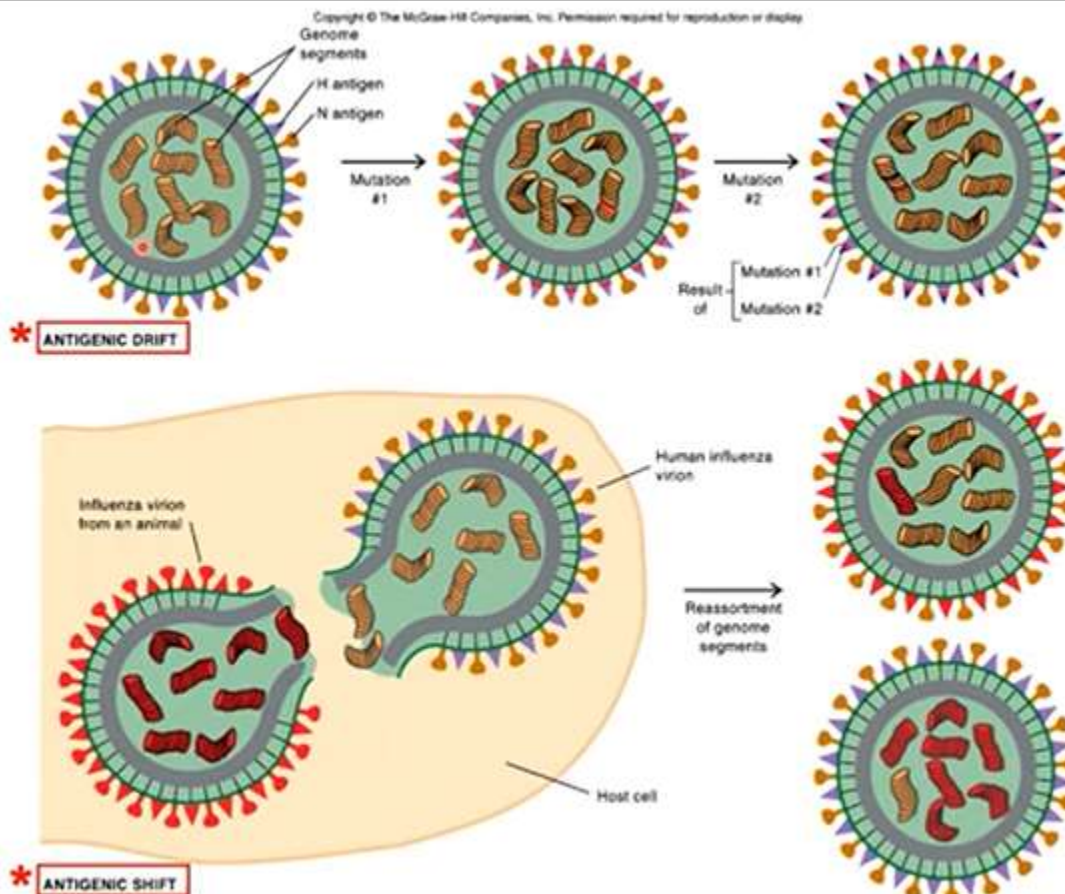 Copyright © The McGraw-Hill Companies, Inc. Permission required for reproduction or display.
Genome
segments
H antigen
N antigen
Mutation
#1
Mutation
#2
Result
of
Mutation #1
Mutation #2
* ANTIGENIC DRIFT
Human influenza
virion
Influenza virion
from an animal
Reassortment
of genome
segments
Host cell
* ANTIGENIC SHIFT